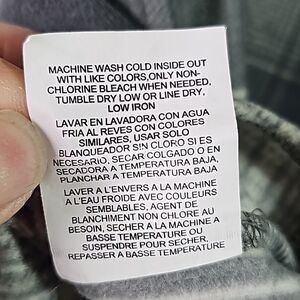 MACHINE WASH COLD INSIDE OUT
WITH LIKE COLORS,ONLY NON-
CHLORINE BLEACH WHEN NEEDED,
TUMBLE DRY LOW OR LINE DRY,
LOW IRON
LAVAR EN LAVADORA CON AGUA
FRIA AL REVES CON COLORES
SIMILARES, USAR SOLO
BLANQUEADOR SIN CLORO SI ES
NECESARIO, SECAR COLGADO O EN
SECADORA A TEMPERATURA BAJA,
PLANCHAR A TEMPERATURA BAJA
LAVER A L'ENVERS A LA MACHINE
A L'EAU FROIDE AVEC COULEURS
SEMBLABLES, AGENT DE
BLANCHIMENT NON CHLORE AU
BESOIN, SECHER A LA MACHINE A
BASSE TEMPERATURE OU
SUSPENDRE POUR SECHER,
REPASSER A BASSE TEMPERATURE